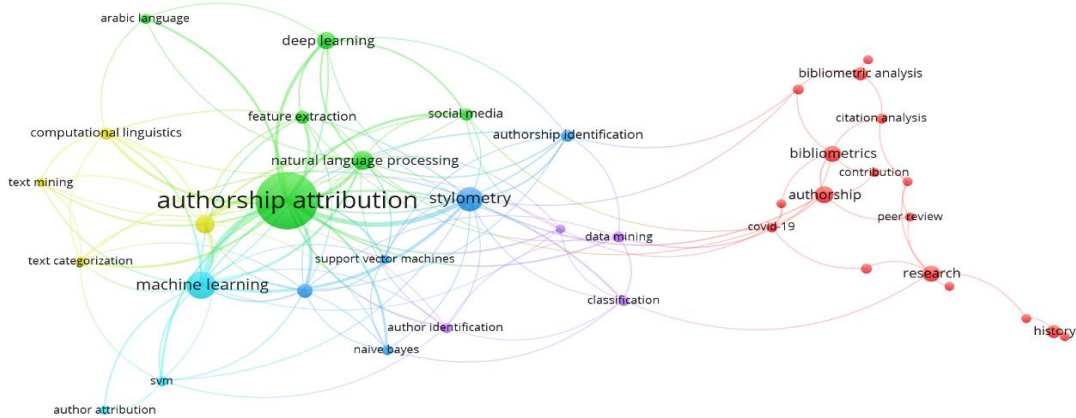 arabic language
deep learning
bibliometric analysis
feature extraction
social media
citation analysis
computational linguistics
authorship identification
natural language processing
bibliometrics
contribution
text mining
authorship attribution
stylometry
authorship
peer review
covid-19
data mining
text categorization
support vector machines
research
machine learning
classification
author identification
history
naive bayes
svm
author attribution